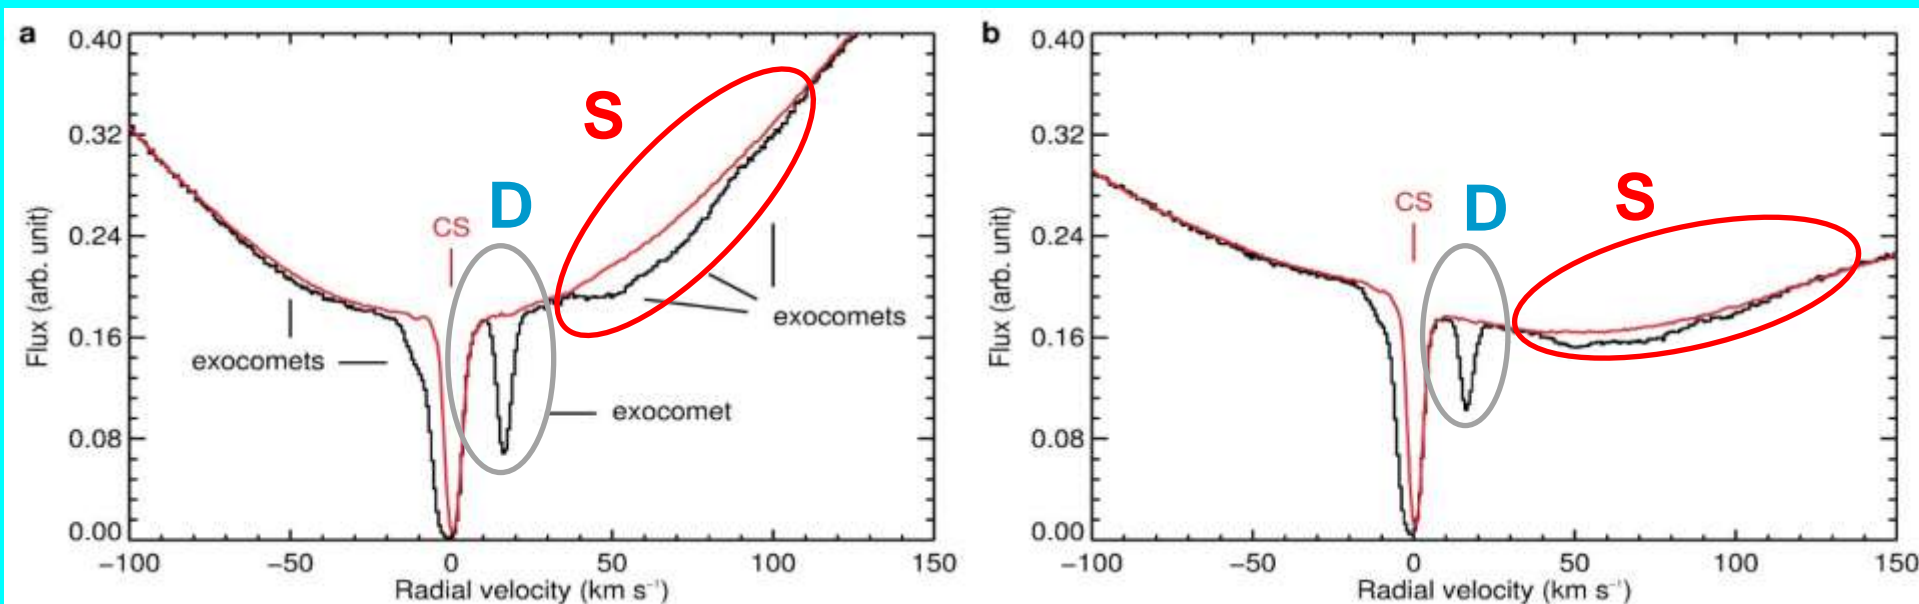 a
0.40
0.32
0.24
0.16
0.08
0.00
Flux (arb. unit)
S
D
CS
exocomets
exocomets
exocomet
−100 −50 0 50 100 150
Radial velocity (km s⁻¹)
b
0.40
0.32
0.24
0.16
0.08
0.00
Flux (arb. unit)
S
D
CS
−100 −50 0 50 100 150
Radial velocity (km s⁻¹)